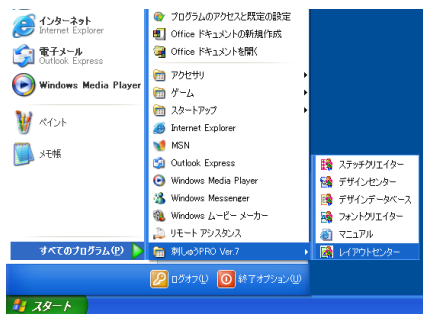 インターネット
Internet Explorer
電子メール
Outlook Express
Windows Media Player
ペイント
メモ帳
すべてのプログラム(P)
プログラムのアクセスと既定の設定
Office ドキュメントの新規作成
Office ドキュメントを開く
アクセサリ
ゲーム
スタートアップ
Internet Explorer
MSN
Outlook Express
Windows Media Player
Windows Messenger
Windows ムービー メーカー
リモート アシスタンス
刺しゅうPRO Ver.7
ステッチクリエイター
デザインセンター
デザインデータベース
フォントクリエイター
マニュアル
レイアウトセンター
ログオフ(L)
終了オプション(U)
スタート